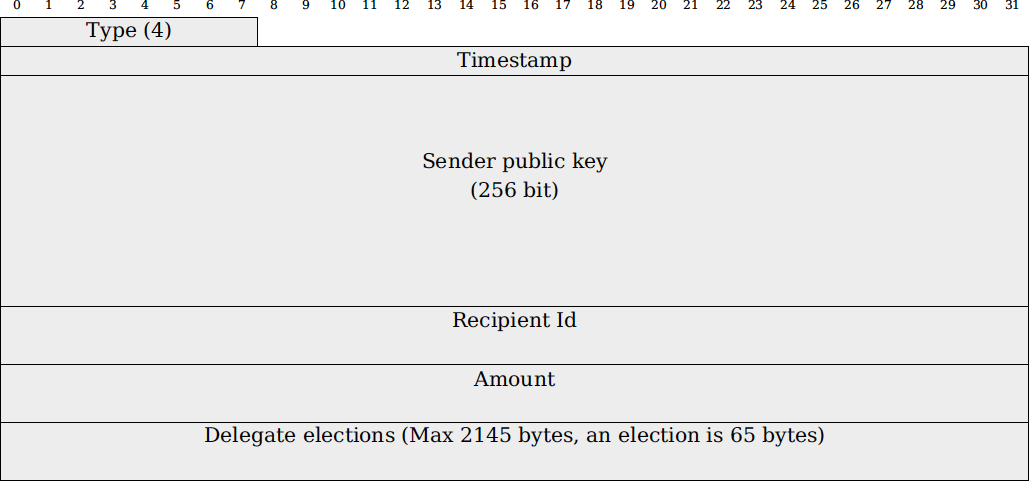 0 1 2 3 4 5 6 7 8 9 10 11 12 13 14 15 16 17 18 19 20 21 22 23 24 25 26 27 28 29 30 31
Type (4)
Timestamp
Sender public key
(256 bit)
Recipient Id
Amount
Delegate elections (Max 2145 bytes, an election is 65 bytes)